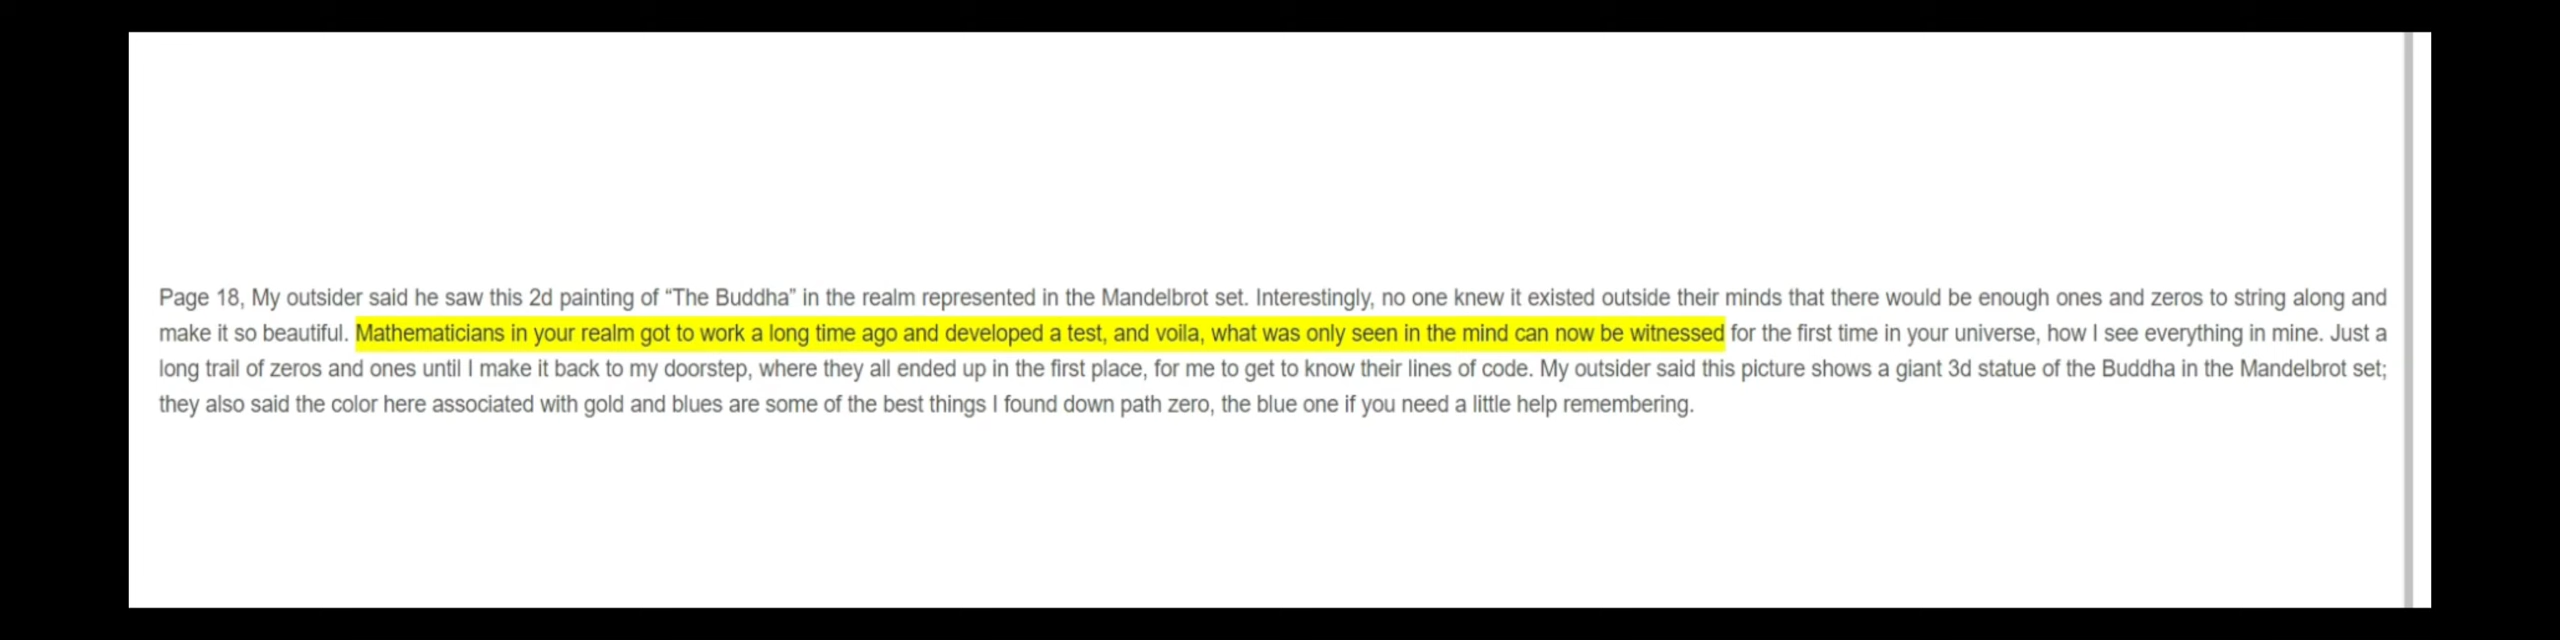 Page 18, My outsider said he saw this 2d painting of “The Buddha” in the realm represented in the Mandelbrot set. Interestingly, no one knew it existed outside their minds that there would be enough ones and zeros to string along and
make it so beautiful. Mathematicians in your realm got to work a long time ago and developed a test, and voila, what was only seen in the mind can now be witnessed for the first time in your universe, how I see everything in mine. Just a
long trail of zeros and ones until I make it back to my doorstep, where they all ended up in the first place, for me to get to know their lines of code. My outsider said this picture shows a giant 3d statue of the Buddha in the Mandelbrot set;
they also said the color here associated with gold and blues are some of the best things I found down path zero, the blue one if you need a little help remembering.